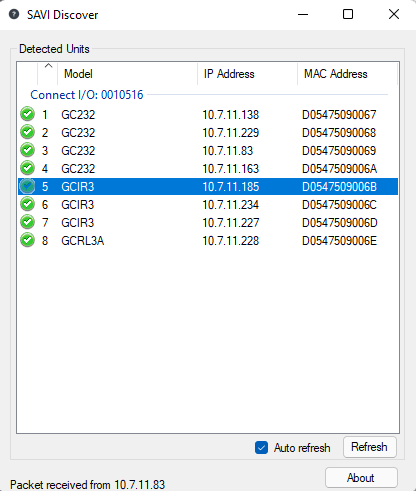 SAVI Discover
Detected Units
Model IP Address MAC Address
Connect I/O: 0010516
1 GC232 10.7.11.138 D05475090067
2 GC232 10.7.11.229 D05475090068
3 GC232 10.7.11.83 D05475090069
4 GC232 10.7.11.163 D0547509006A
5 GCIR3 10.7.11.185 D0547509006B
6 GCIR3 10.7.11.234 D0547509006C
7 GCIR3 10.7.11.227 D0547509006D
8 GCRL3A 10.7.11.228 D0547509006E
Auto refresh Refresh
About
Packet received from 10.7.11.83